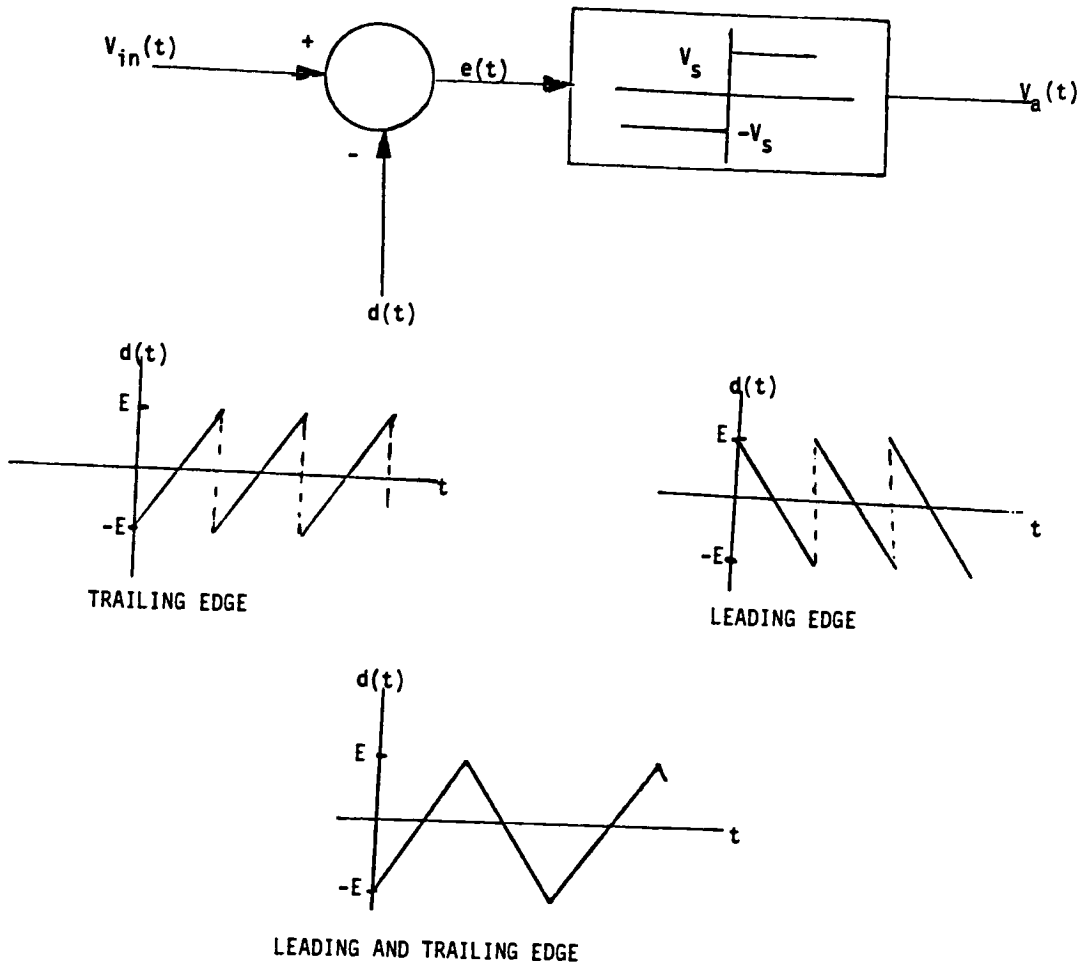 V_in(t)
+
e(t)
V_s
-V_s
V_a(t)
-
d(t)
d(t)
E
-E
t
TRAILING EDGE
d(t)
E
-E
t
LEADING EDGE
d(t)
E
-E
t
LEADING AND TRAILING EDGE